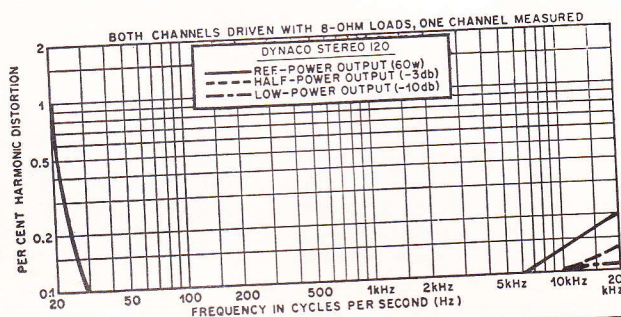 BOTH CHANNELS DRIVEN WITH 8-OHM LOADS, ONE CHANNEL MEASURED
DYNACO STEREO 120
REF.-POWER OUTPUT (60w)
HALF-POWER OUTPUT (-3db)
LOW-POWER OUTPUT (-10db)
PER CENT HARMONIC DISTORTION
2
1
0.5
0.2
0.1
20 50 100 200 500 1kHz 2kHz 5kHz 10kHz 20 kHz
FREQUENCY IN CYCLES PER SECOND (Hz)